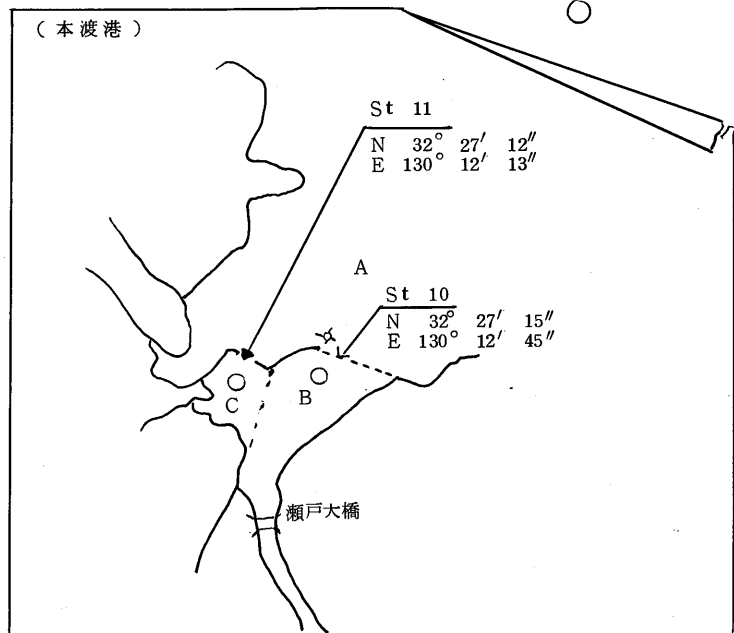 (本渡港)
St 11
N 32° 27′ 12″
E 130° 12′ 13″
A
St 10
N 32° 27′ 15″
E 130° 12′ 45″
B
C
瀬戸大橋